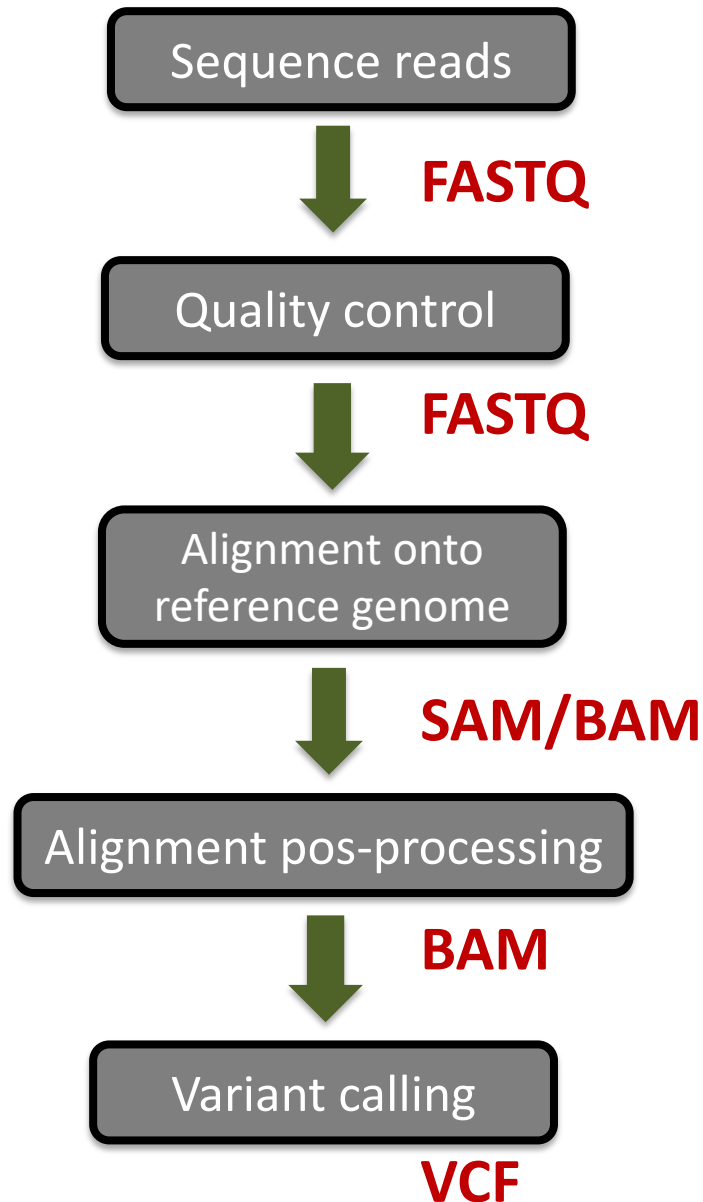 Sequence reads
FASTQ
Quality control
FASTQ
Alignment onto
reference genome
SAM/BAM
Alignment pos-processing
BAM
Variant calling
VCF